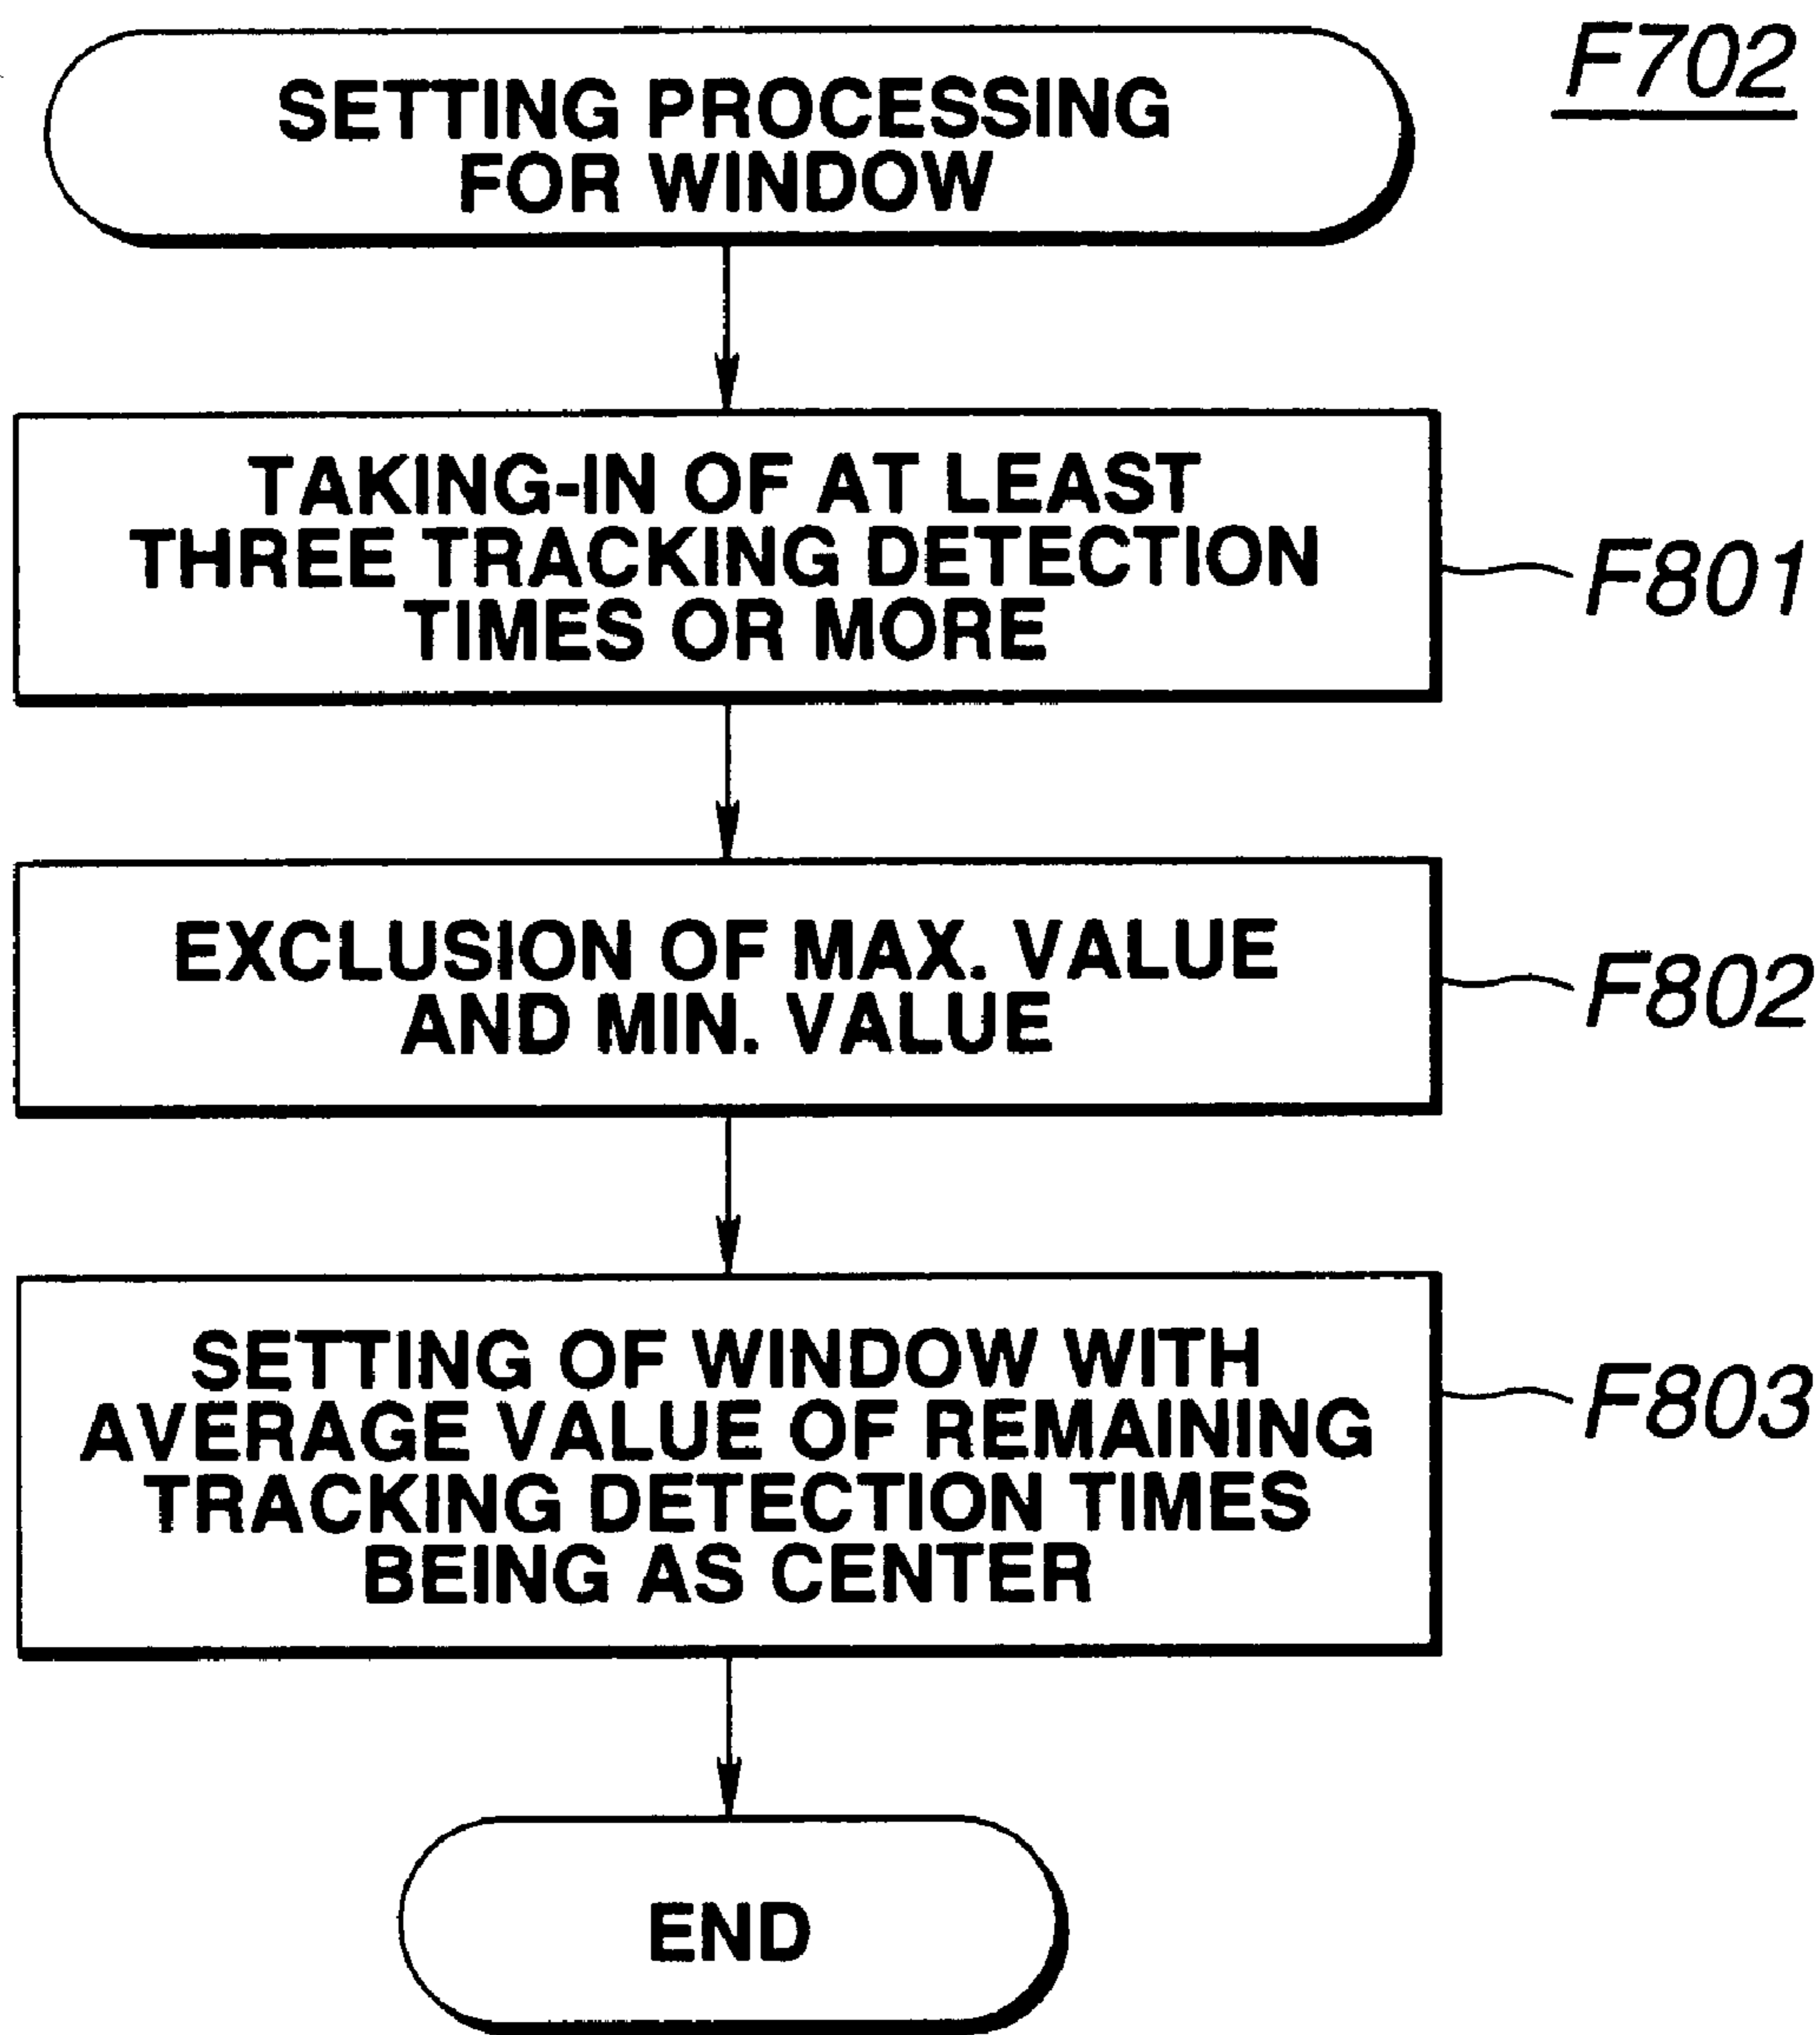 F702
SETTING PROCESSING
FOR WINDOW
TAKING-IN OF AT LEAST
THREE TRACKING DETECTION
TIMES OR MORE
F801
EXCLUSION OF MAX. VALUE
AND MIN. VALUE
F802
SETTING OF WINDOW WITH
AVERAGE VALUE OF REMAINING
TRACKING DETECTION TIMES
BEING AS CENTER
F803
END